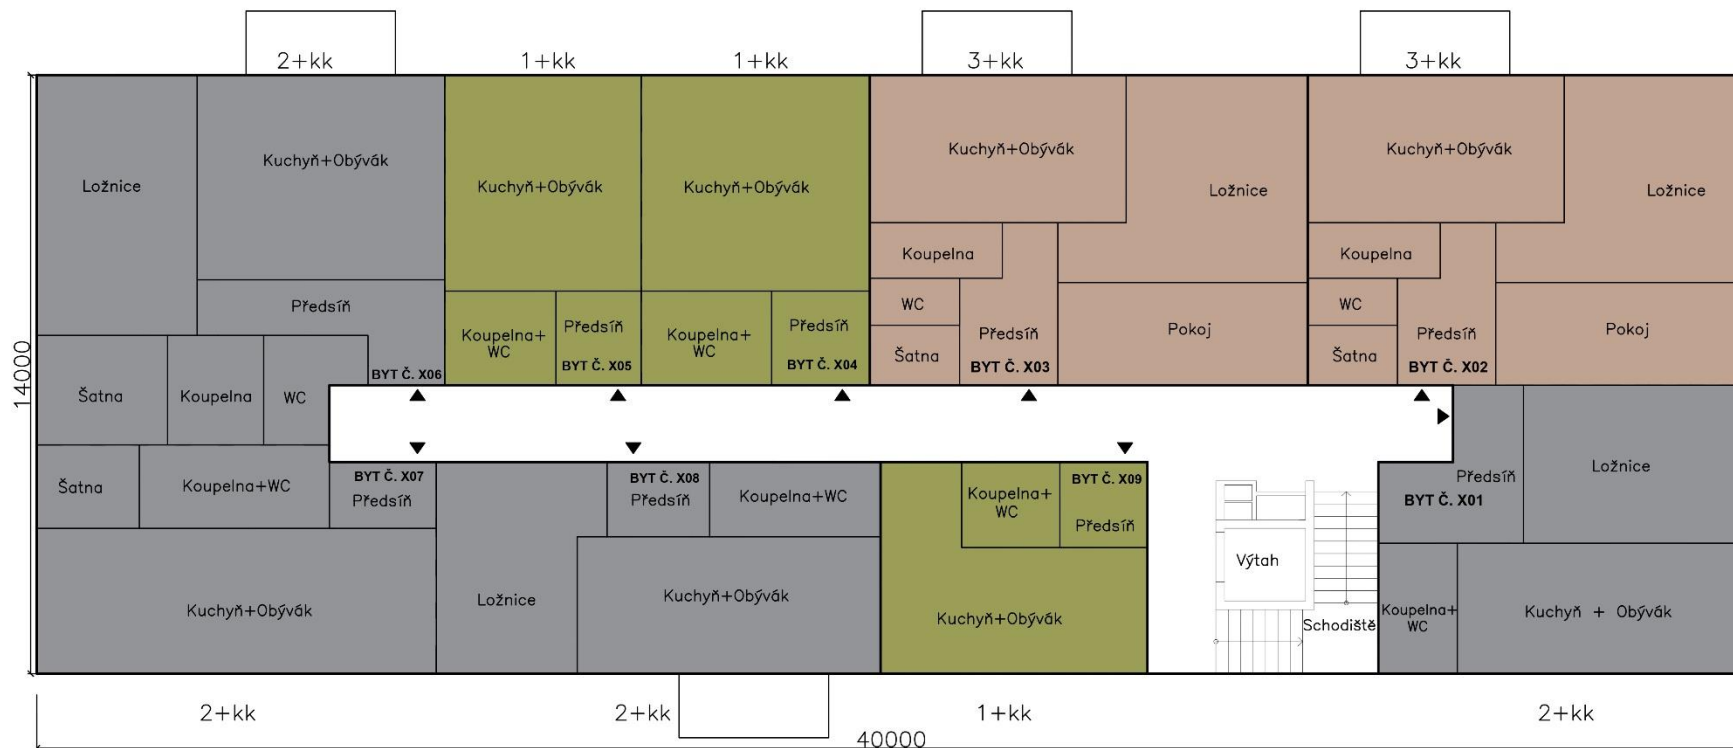 2+kk
1+kk
1+kk
3+kk
3+kk
Ložnice
Kuchyň+Obývák
Předsíň
BYT Č. X06
Šatna
Koupelna
WC
Kuchyň+Obývák
Koupelna+
WC
Předsíň
BYT Č. X05
Kuchyň+Obývák
Koupelna+
WC
Předsíň
BYT Č. X04
Kuchyň+Obývák
Ložnice
Koupelna
WC
Šatna
Předsíň
BYT Č. X03
Pokoj
Kuchyň+Obývák
Ložnice
Koupelna
WC
Šatna
Předsíň
BYT Č. X02
Pokoj
14000
Šatna
Koupelna+WC
BYT Č. X07
Předsíň
Kuchyň+Obývák
BYT Č. X08
Předsíň
Koupelna+WC
Ložnice
Kuchyň+Obývák
Koupelna+
WC
BYT Č. X09
Předsíň
Kuchyň+Obývák
Výtah
Schodiště
Předsíň
BYT Č. X01
Ložnice
Koupelna+
WC
Kuchyň + Obývák
2+kk
2+kk
1+kk
2+kk
40000